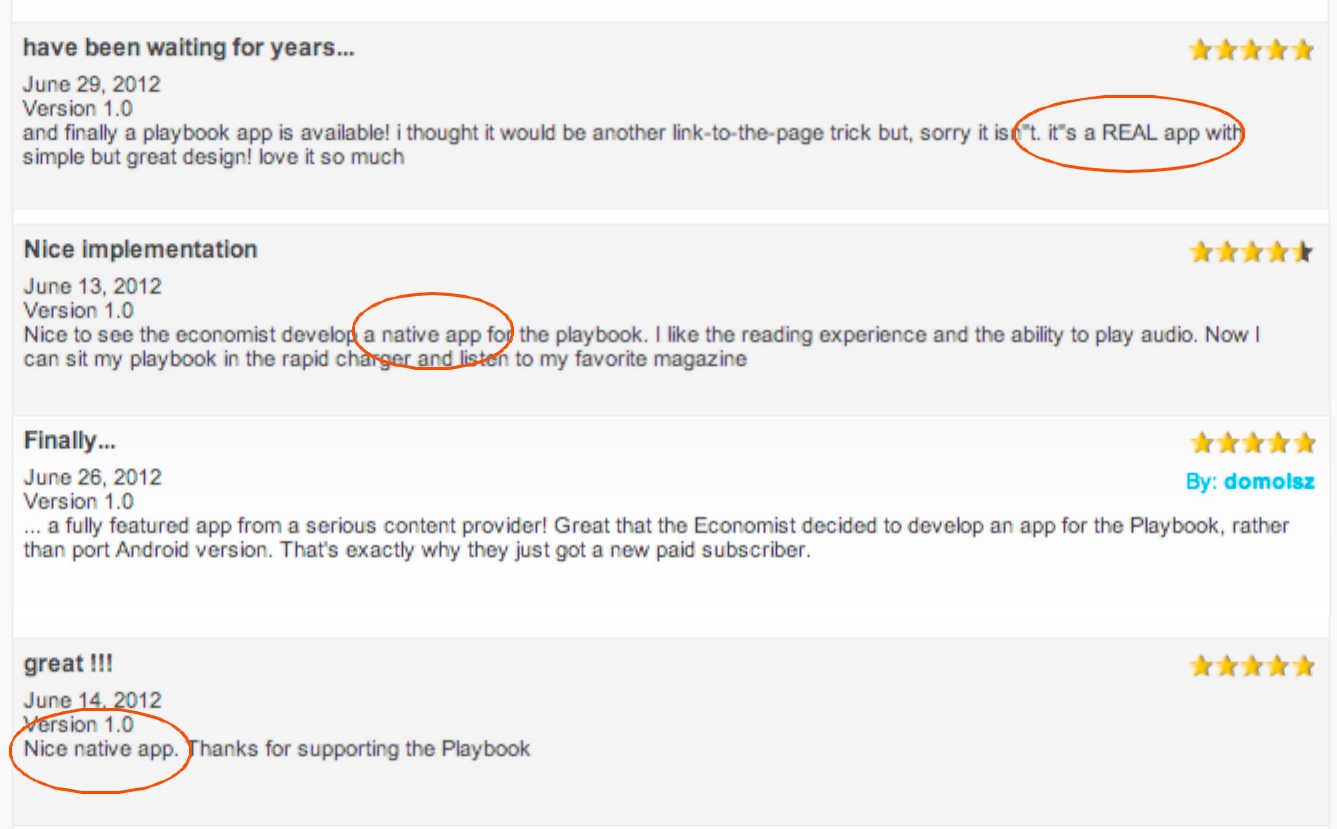 have been waiting for years...
June 29, 2012
Version 1.0
and finally a playbook app is available! i thought it would be another link-to-the-page trick but, sorry it isn"t. it"s a REAL app with
simple but great design! love it so much
Nice implementation
June 13, 2012
Version 1.0
Nice to see the economist develop a native app for the playbook. I like the reading experience and the ability to play audio. Now I
can sit my playbook in the rapid charger and listen to my favorite magazine
Finally...
June 26, 2012
By: domolsz
Version 1.0
... a fully featured app from a serious content provider! Great that the Economist decided to develop an app for the Playbook, rather
than port Android version. That's exactly why they just got a new paid subscriber.
great !!!
June 14, 2012
Version 1.0
Nice native app. Thanks for supporting the Playbook